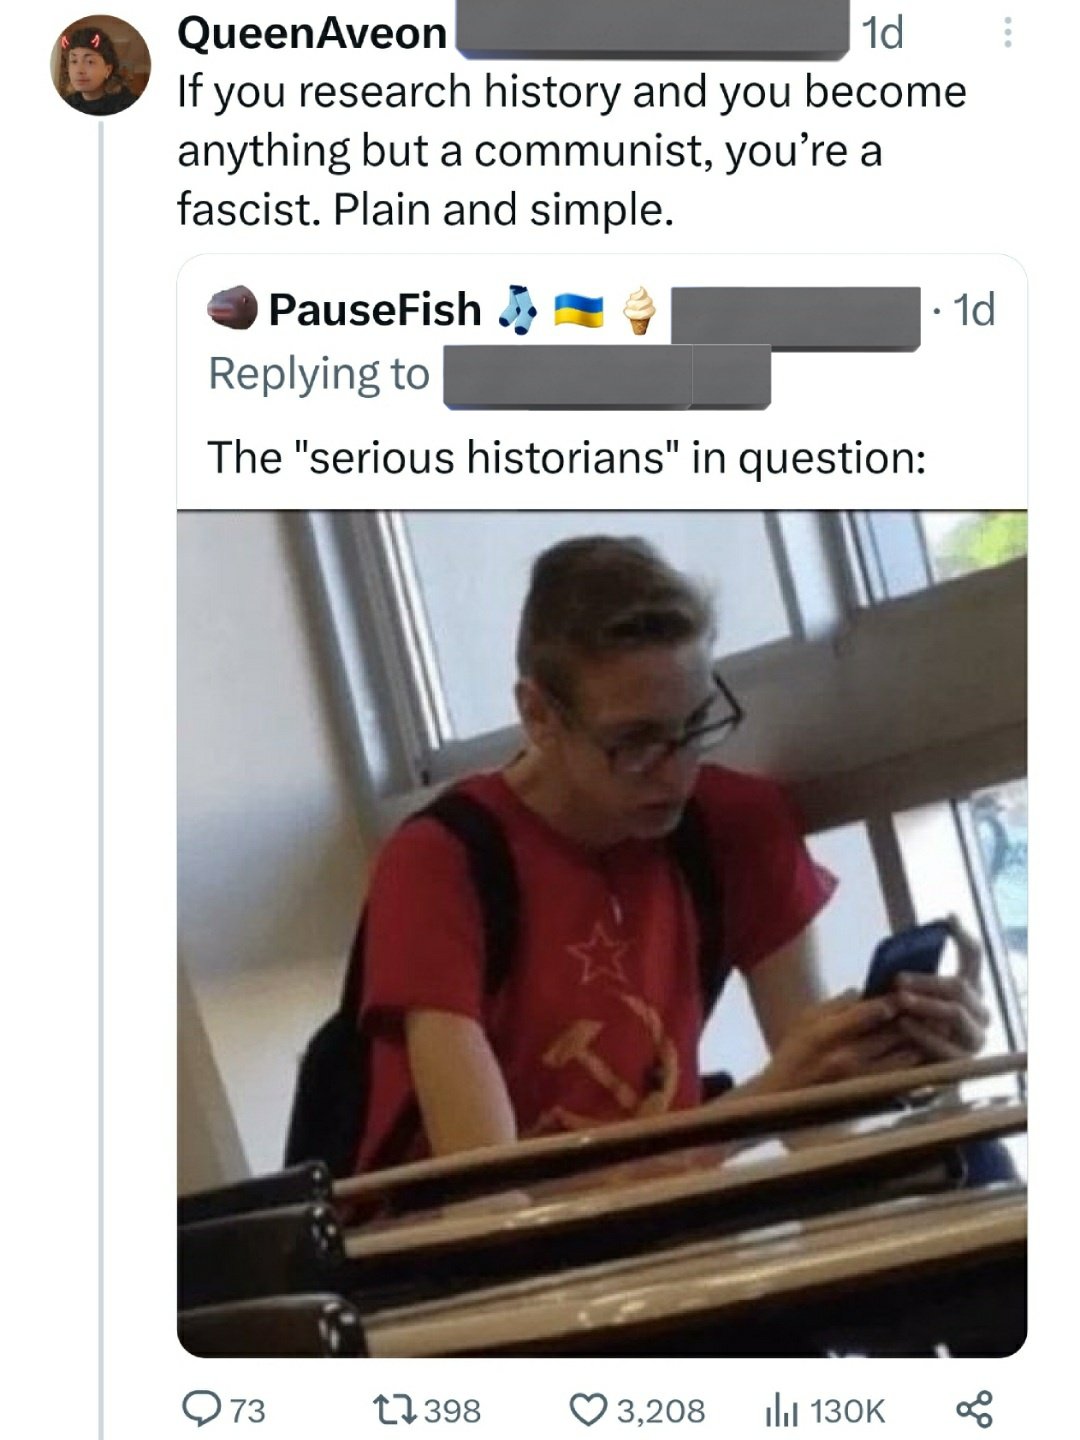 QueenAveon 1d
If you research history and you become
anything but a communist, you’re a
fascist. Plain and simple.
PauseFish 🧦 🇺🇦 🍦 · 1d
Replying to
The "serious historians" in question:
73 398 3,208 130K